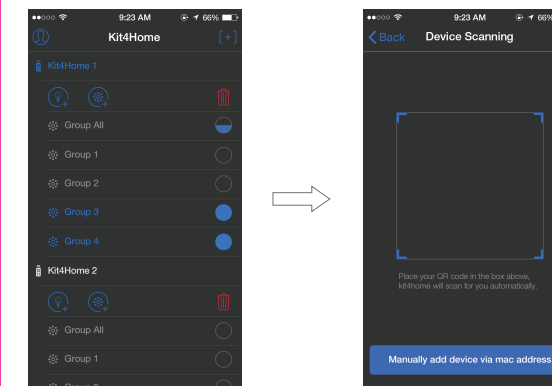 9:23 AM
66%
Kit4Home
[+]
Kit4Home 1
Group All
Group 1
Group 2
Group 3
Group 4
Kit4Home 2
Group All
Group 1
9:23 AM
66%
Back
Device Scanning
Place your QR code in the box above,
kit4home will scan for you automatically.
Manually add device via mac address